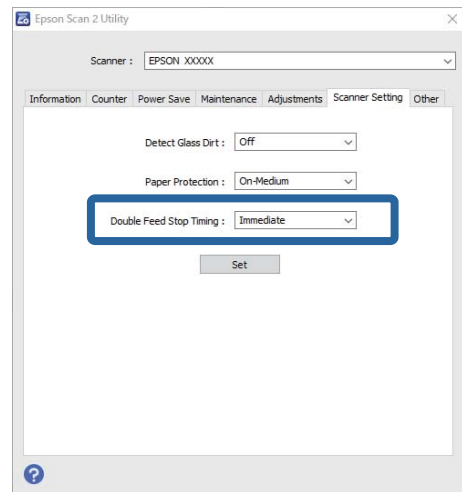 Epson Scan 2 Utility
Scanner : EPSON XXXXX
Information Counter Power Save Maintenance Adjustments Scanner Setting Other
Detect Glass Dirt : Off
Paper Protection : On-Medium
Double Feed Stop Timing : Immediate
Set
?